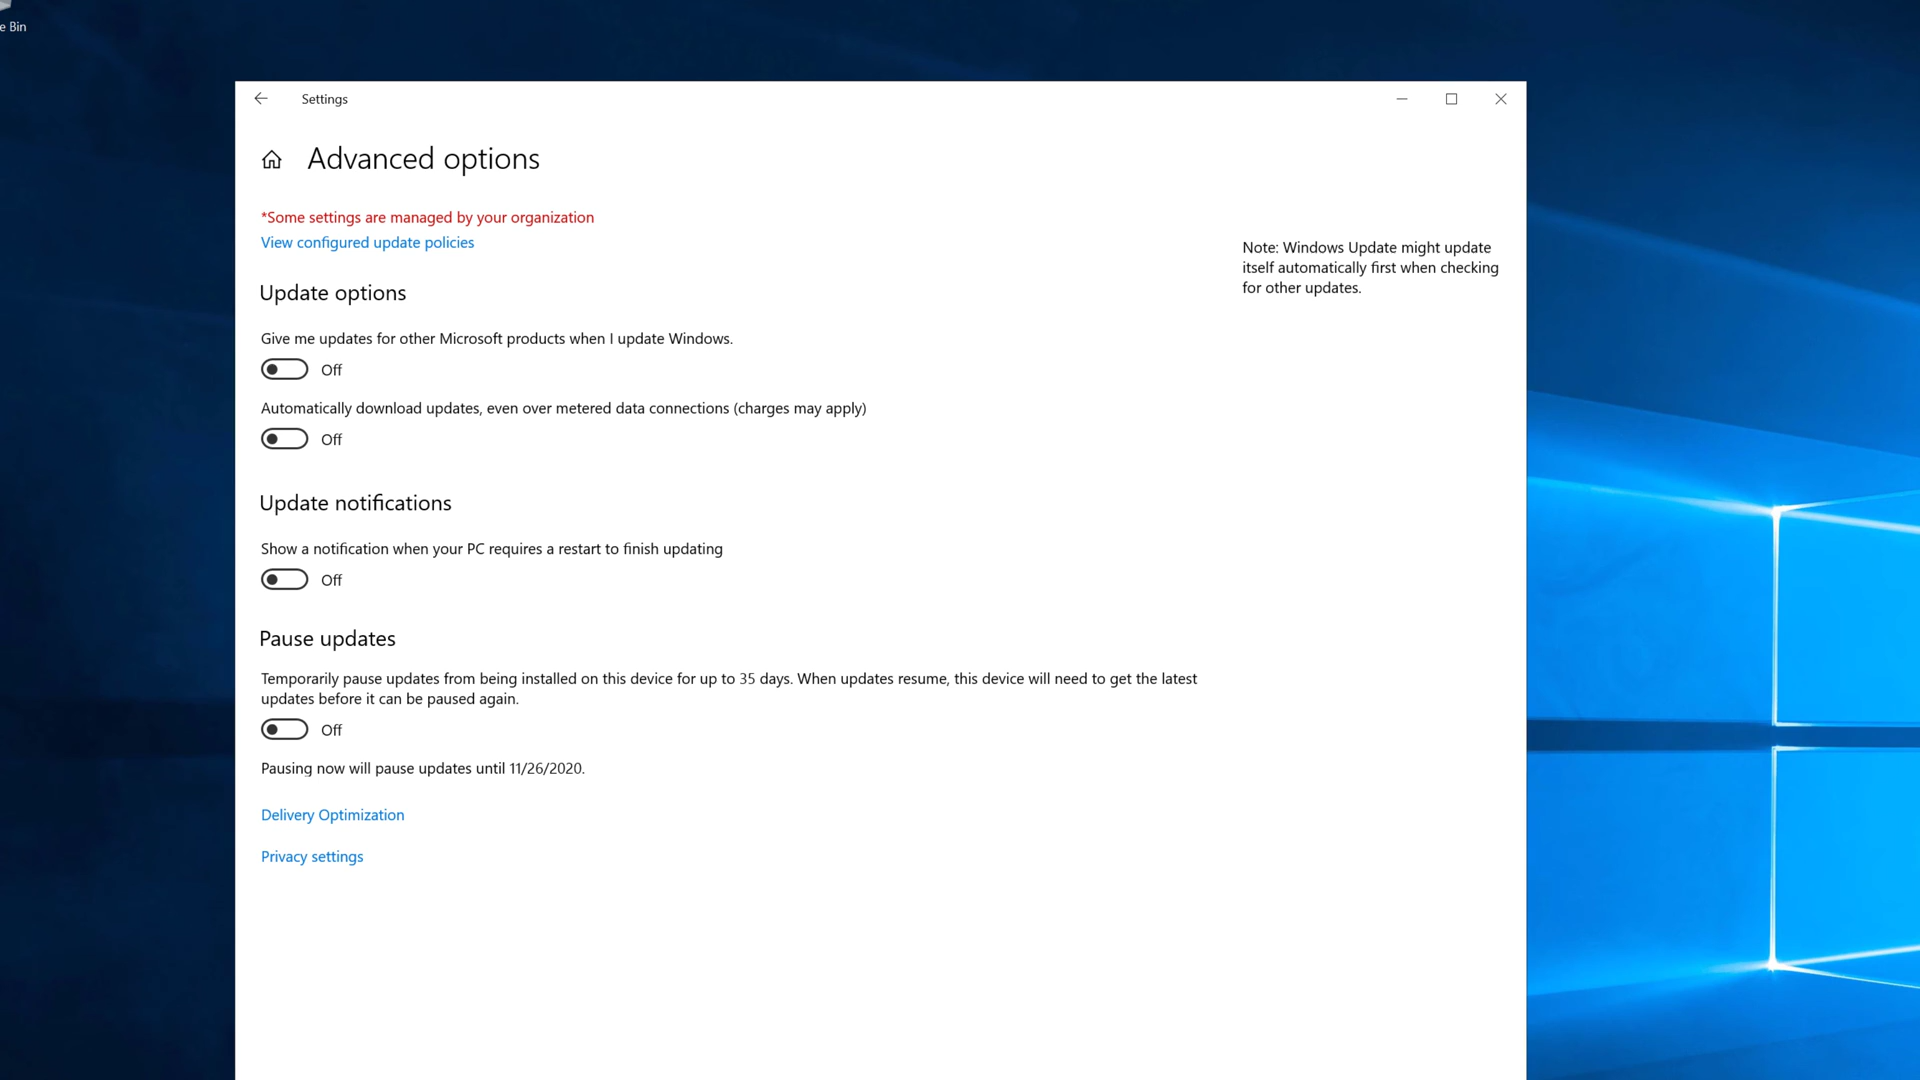 e Bin
Settings
Advanced options
*Some settings are managed by your organization
View configured update policies
Note: Windows Update might update
itself automatically first when checking
for other updates.
Update options
Give me updates for other Microsoft products when I update Windows.
Off
Automatically download updates, even over metered data connections (charges may apply)
Off
Update notifications
Show a notification when your PC requires a restart to finish updating
Off
Pause updates
Temporarily pause updates from being installed on this device for up to 35 days. When updates resume, this device will need to get the latest
updates before it can be paused again.
Off
Pausing now will pause updates until 11/26/2020.
Delivery Optimization
Privacy settings